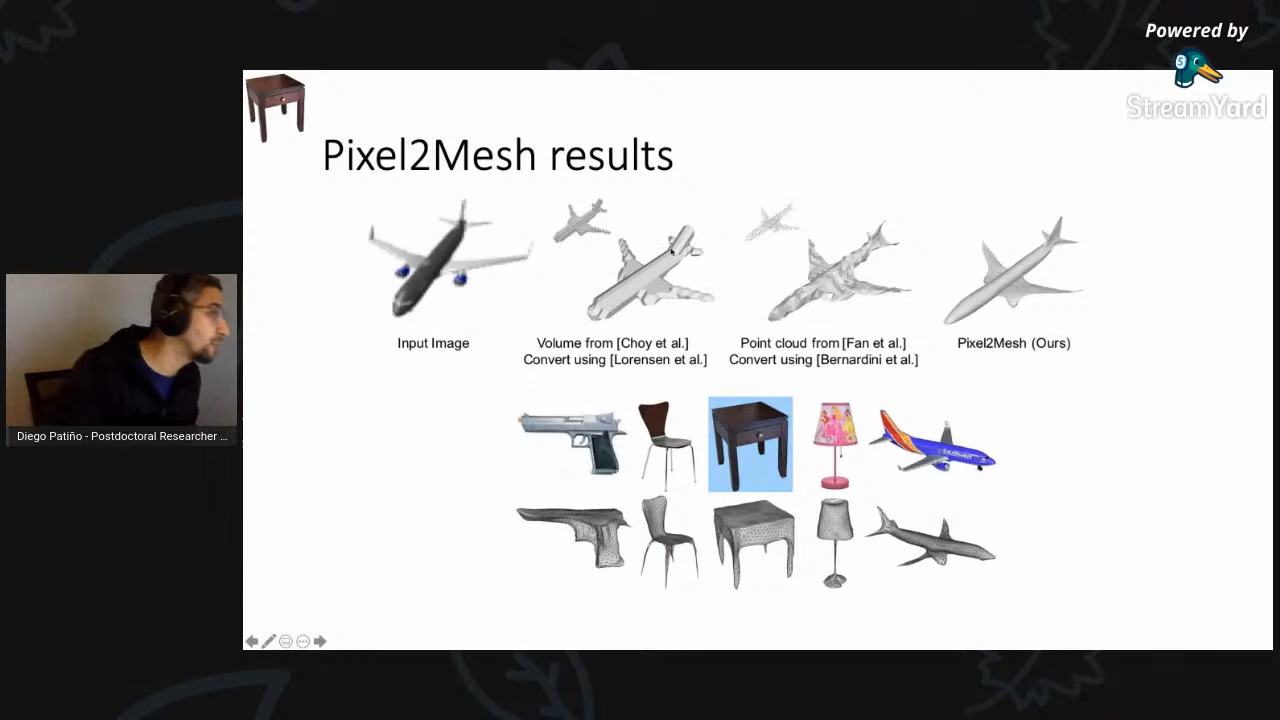 Powered by
StreamYard
Pixel2Mesh results
Input Image
Volume from [Choy et al.]
Convert using [Lorensen et al.]
Point cloud from [Fan et al.]
Convert using [Bernardini et al.]
Pixel2Mesh (Ours)
Southwest
Diego Patiño - Postdoctoral Researcher ...